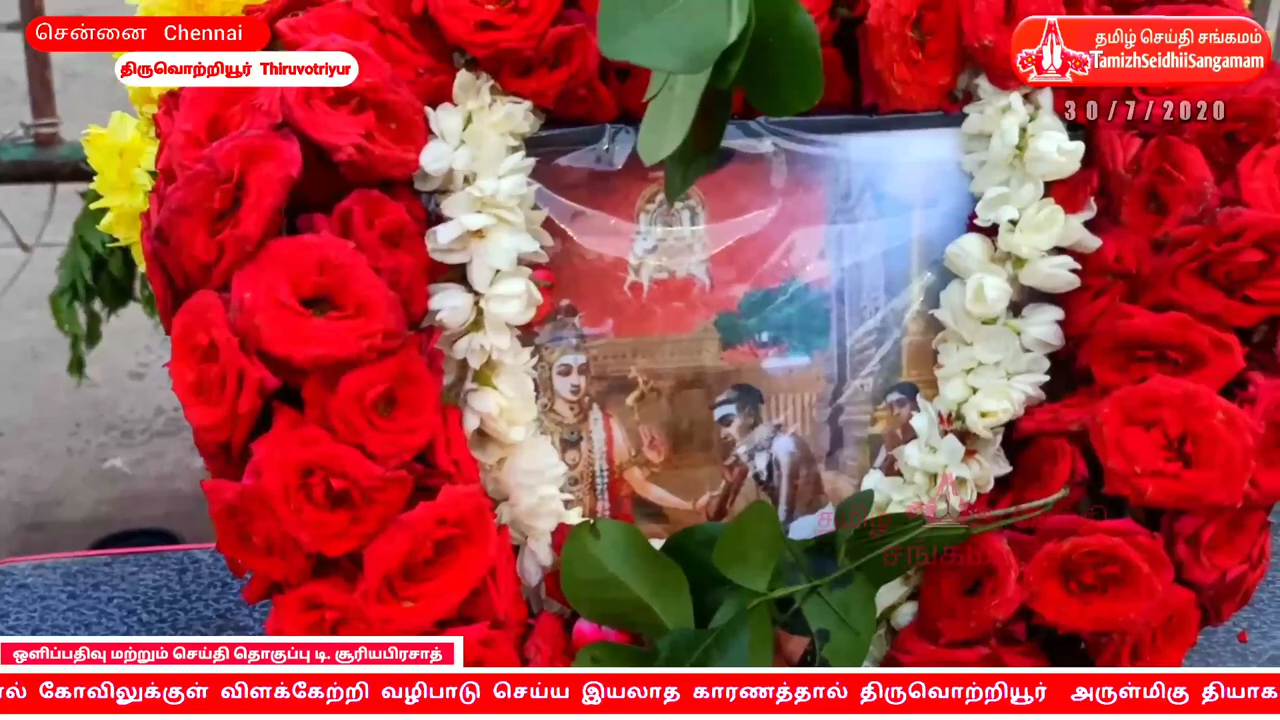 சென்னை Chennai
திருவொற்றியூர் Thiruvotriyur
தமிழ் செய்தி சங்கமம்
TamizhSeidhiiSangamam
30/7/2020
ஒளிப்பதிவு மற்றும் செய்தி தொகுப்பு டி. சூரியபிரசாத்
ால் கோவிலுக்குள் விளக்கேற்றி வழிபாடு செய்ய இயலாத காரணத்தால் திருவொற்றியூர் அருள்மிகு தியாக